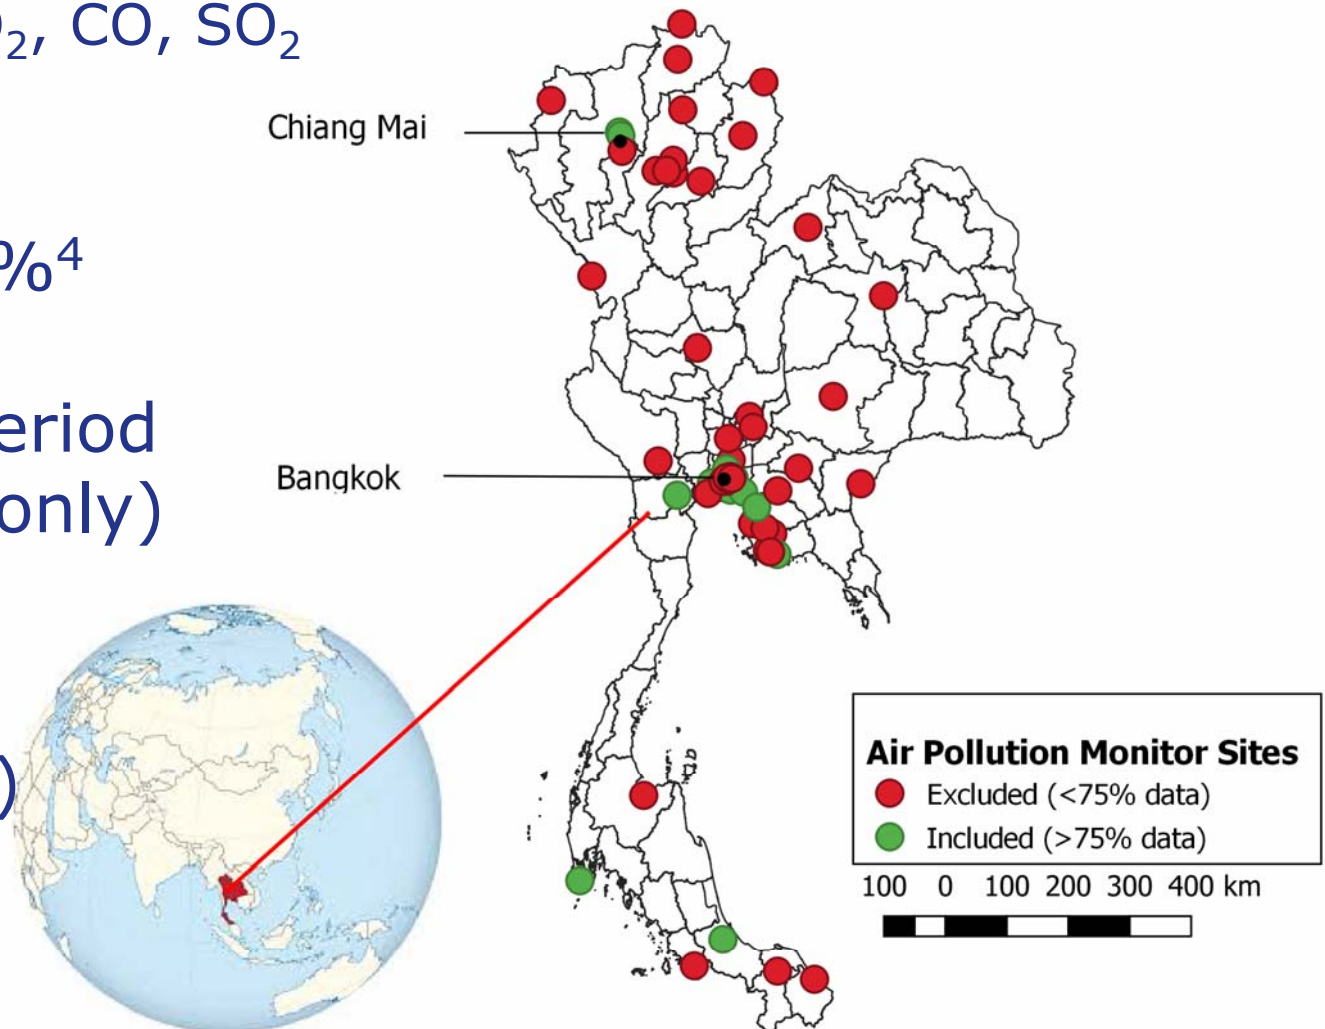 O₂, CO, SO₂
Chiang Mai
%⁴
eriod
Bangkok
only)
)
Air Pollution Monitor Sites
Excluded (<75% data)
Included (>75% data)
100 0 100 200 300 400 km